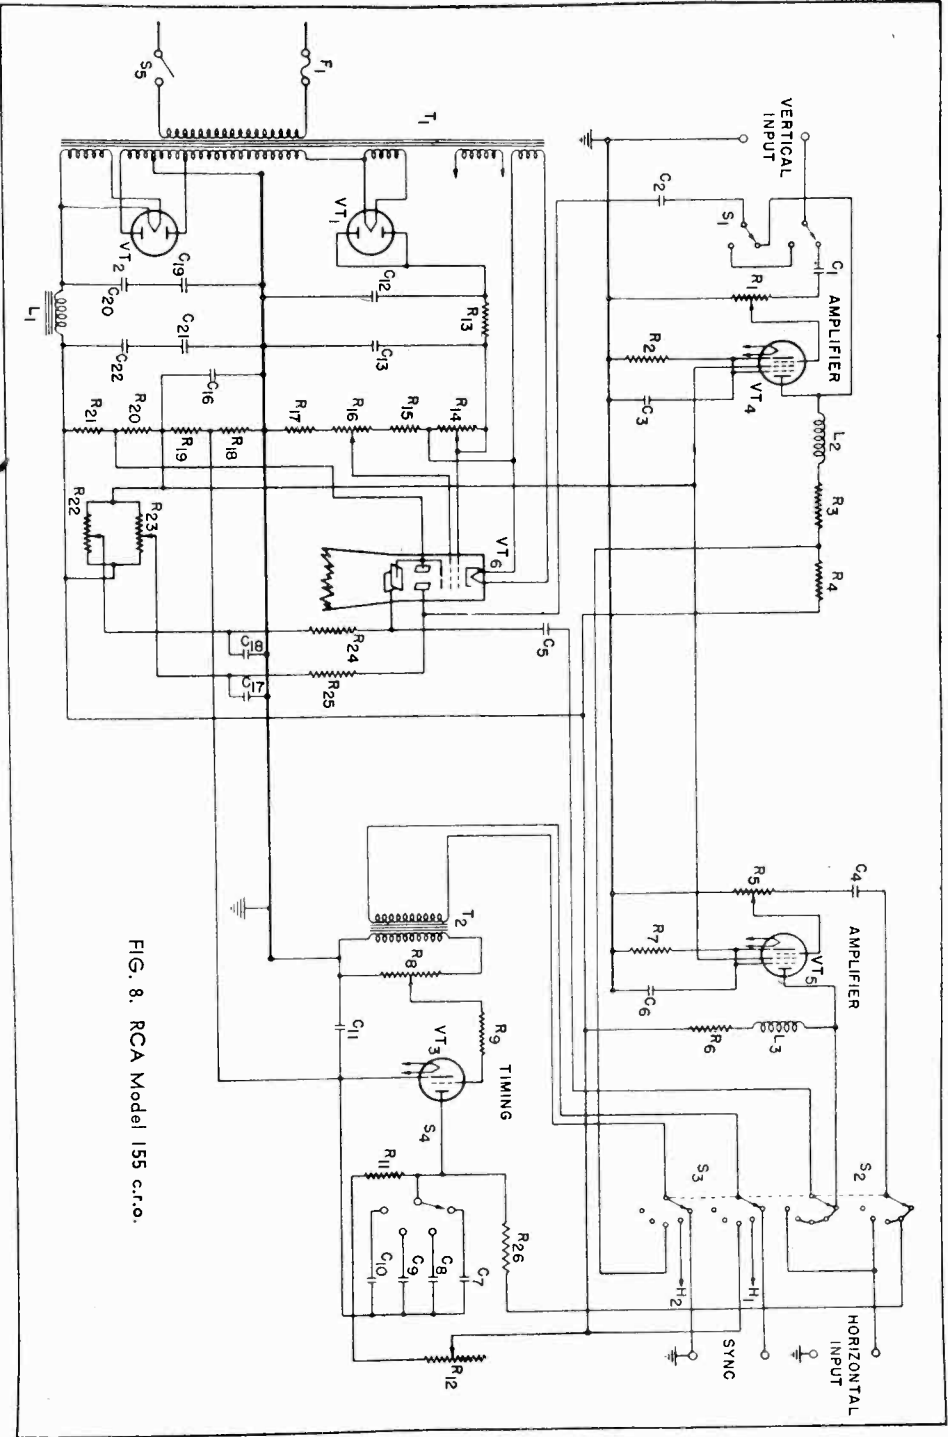 VERTICAL
INPUT
S1
C1
C2
R1
AMPLIFIER
R2
C3
VT4
L2
R3
R4
C4
AMPLIFIER
R5
VT5
R7
C6
R6
L3
S2
S3
HORIZONTAL
INPUT
H1
H2
SYNC
F1
S5
T1
VT1
VT2
C19
C20
C12
R13
L1
C21
C22
C13
C16
R21
R20
R19
R18
R17
R16
R15
R14
R22
R23
VT6
C18
C17
R24
R25
C5
T2
R8
R9
C11
VT3
TIMING
S4
R11
R26
C10
C9
C8
C7
R12
FIG. 8. RCA Model 155 c.r.o.